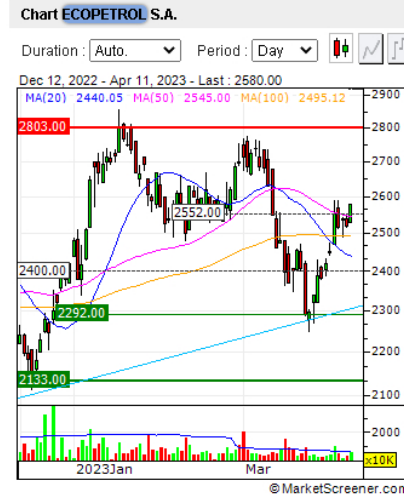 Chart ECOPETROL S.A.
Duration : Auto. Period : Day
Dec 12, 2022 - Apr 11, 2023 - Last : 2580.00
MA(20) 2440.05 MA(50) 2545.00 MA(100) 2495.12
2900
2803.00
2800
2700
2600
2552.00
2500
2400.00
2400
2292.00
2300
2200
2133.00
2100
2000
x10K
2023Jan Mar
© MarketScreener.com